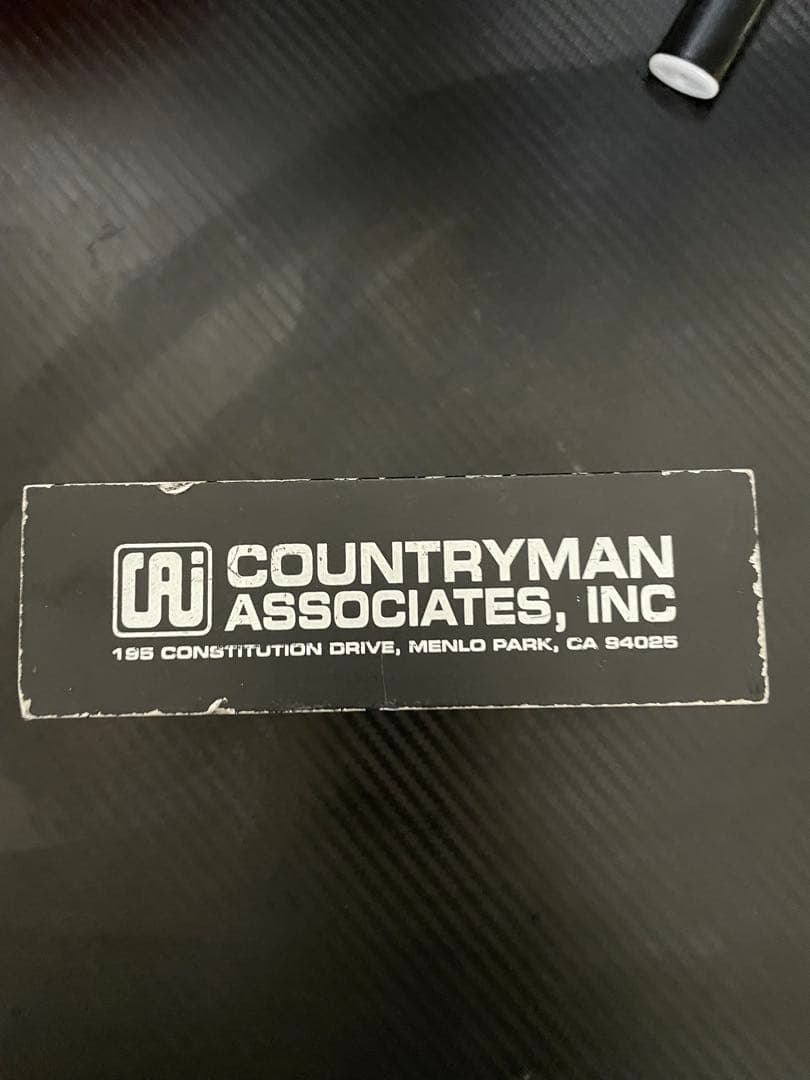 CAi COUNTRYMAN
ASSOCIATES, INC
195 CONSTITUTION DRIVE, MENLO PARK, CA 94025